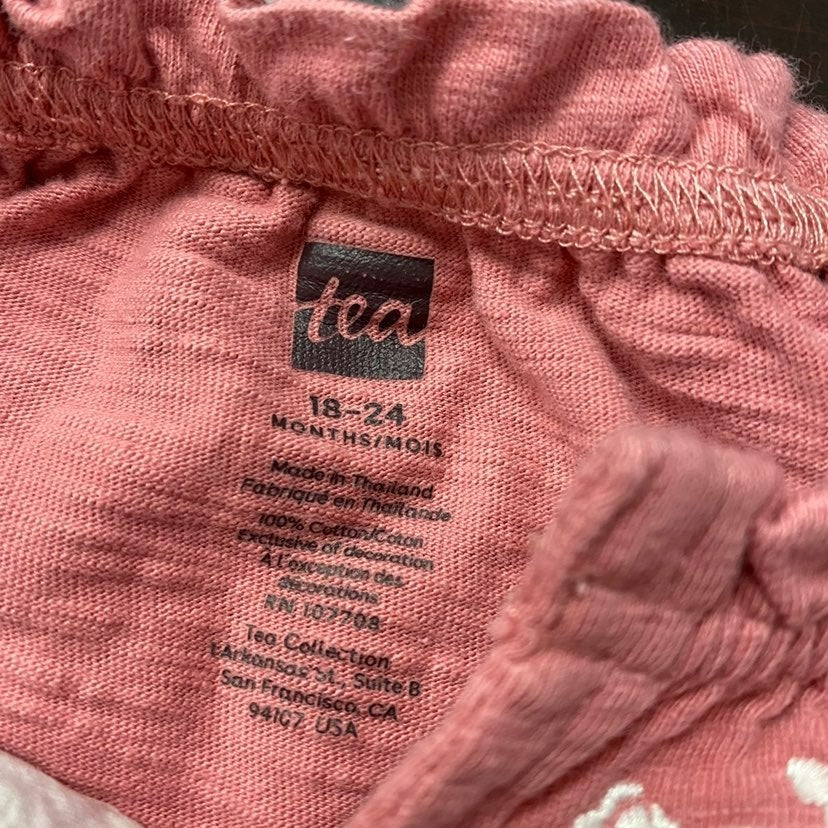 tea
18-24
MONTHS/MOIS
Made in Thailand
Fabriqué en Thaïlande
100% Cotton/Coton
Exclusive of decoration
À l'exception des
décorations
RN 107708
Tea Collection
1 Arkansas St., Suite B
San Francisco, CA
94107 USA